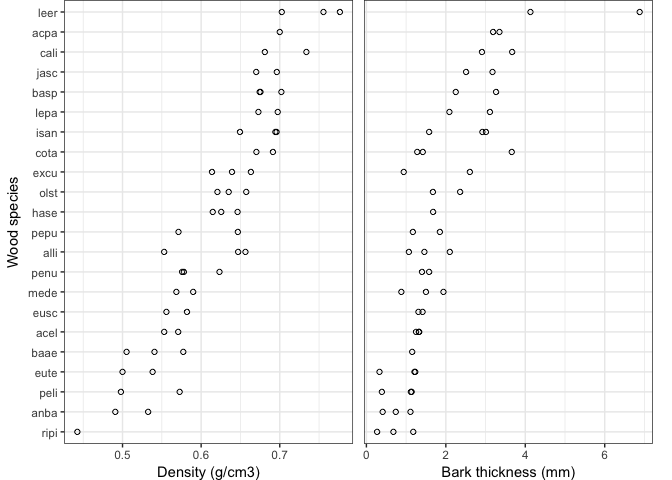 Wood species
leer
acpa
cali
jasc
basp
lepa
isan
cota
excu
olst
hase
pepu
alli
penu
mede
eusc
acel
baae
eute
peli
anba
ripi
0.5 0.6 0.7
Density (g/cm3)
0 2 4 6
Bark thickness (mm)